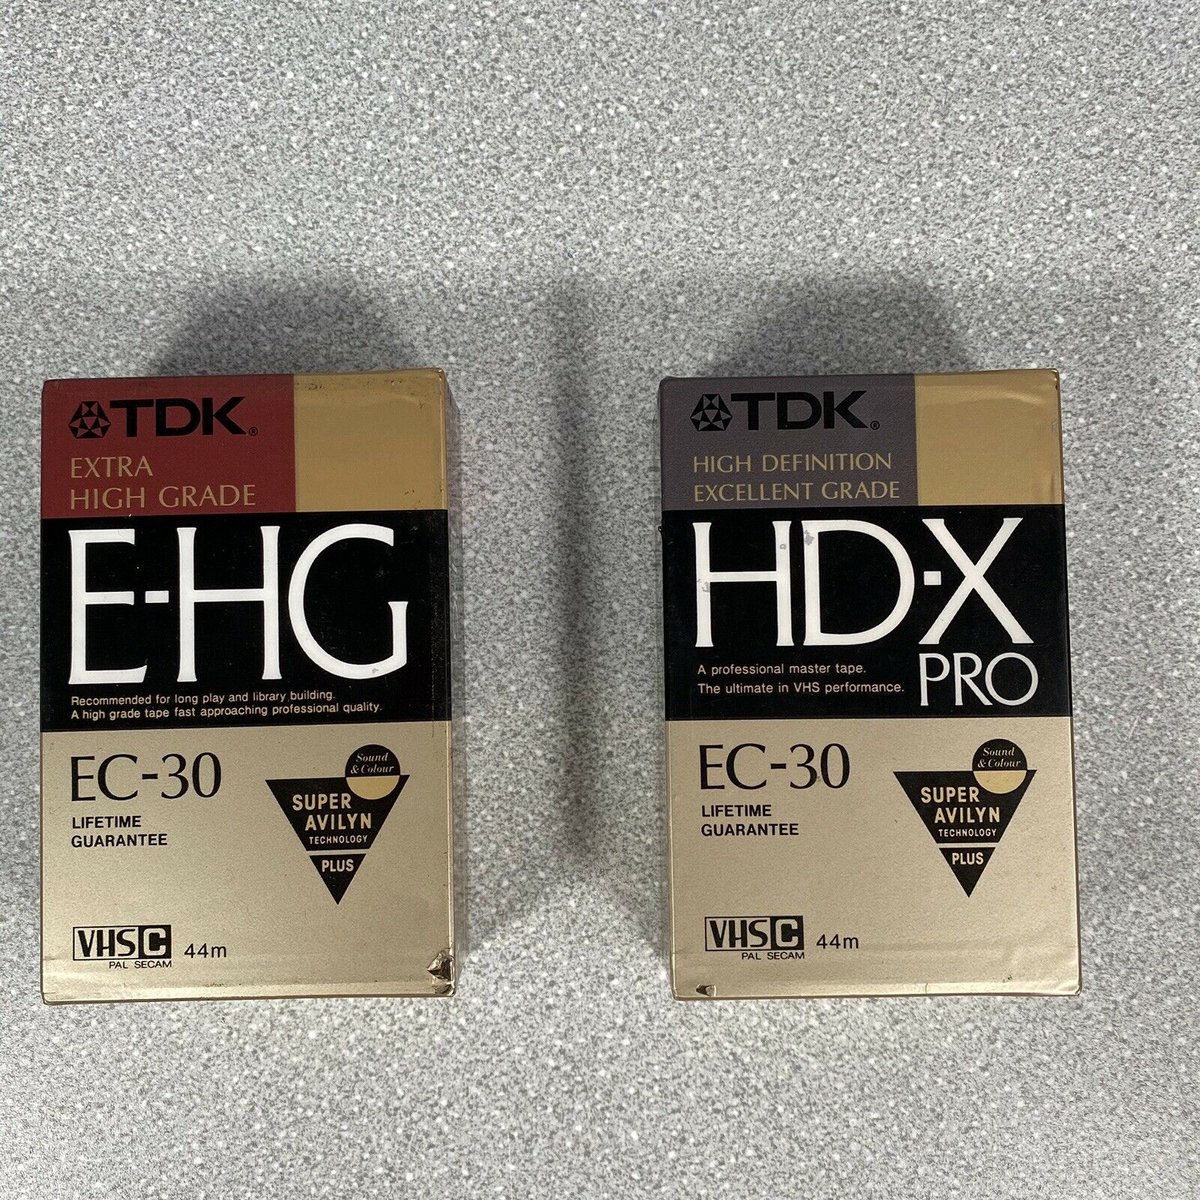 TDK®
EXTRA
HIGH GRADE
E-HG
Recommended for long play and library building.
A high grade tape fast approaching professional quality.
EC-30
LIFETIME
GUARANTEE
Sound
& Colour
SUPER
AVILYN
TECHNOLOGY
PLUS
VHS C 44m
PAL SECAM
TDK®
HIGH DEFINITION
EXCELLENT GRADE
HD-X
PRO
A professional master tape.
The ultimate in VHS performance.
EC-30
LIFETIME
GUARANTEE
Sound
& Colour
SUPER
AVILYN
TECHNOLOGY
PLUS
VHS C 44m
PAL SECAM